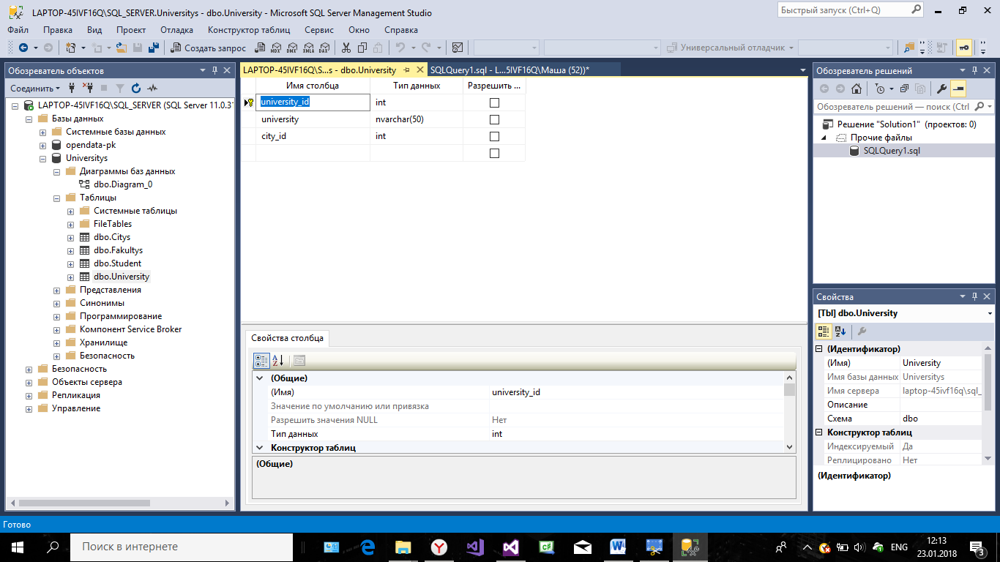 LAPTOP-45IVF16Q\SQL_SERVER.Universitys - dbo.University - Microsoft SQL Server Management Studio
Быстрый запуск (Ctrl+Q)
Файл Правка Вид Проект Отладка Конструктор таблиц Сервис Окно Справка
Создать запрос
MDX DMX XMLA DAX
Универсальный отладчик
Обозреватель объектов
Соединить
LAPTOP-45IVF16Q\SQL_SERVER (SQL Server 11.0.31
Базы данных
Системные базы данных
opendata-pk
Universitys
Диаграммы баз данных
dbo.Diagram_0
Таблицы
Системные таблицы
FileTables
dbo.Citys
dbo.Fakultys
dbo.Student
dbo.University
Представления
Синонимы
Программирование
Компонент Service Broker
Хранилище
Безопасность
Безопасность
Объекты сервера
Репликация
Управление
LAPTOP-45IVF16Q\S...s - dbo.University
SQLQuery1.sql - L...5IVF16Q\Маша (52))*
Имя столбца Тип данных Разрешить ...
university_id int
university nvarchar(50)
city_id int
Свойства столбца
(Общие)
(Имя) university_id
Значение по умолчанию или привязка
Разрешить значения NULL Нет
Тип данных int
Конструктор таблиц
(Общие)
Обозреватель решений
Обозреватель решений — поиск (Ctrl
Решение "Solution1" (проектов: 0)
Прочие файлы
SQLQuery1.sql
Свойства
[Tbl] dbo.University
(Идентификатор)
(Имя) University
Имя базы данных Universitys
Имя сервера laptop-45ivf16q\sql_
Описание
Схема dbo
Конструктор таблиц
Индексируемый Да
Реплицировано Нет
(Идентификатор)
Готово
Поиск в интернете
ENG
12:13
23.01.2018
3